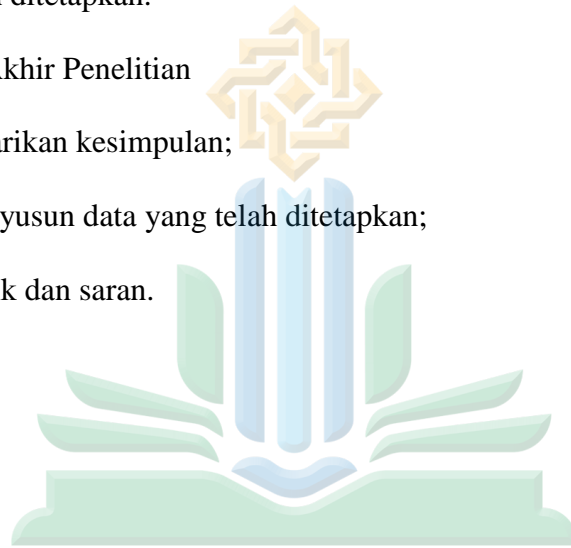 ditetapkan.
Akhir Penelitian
arikan kesimpulan;
yusun data yang telah ditetapkan;
k dan saran.